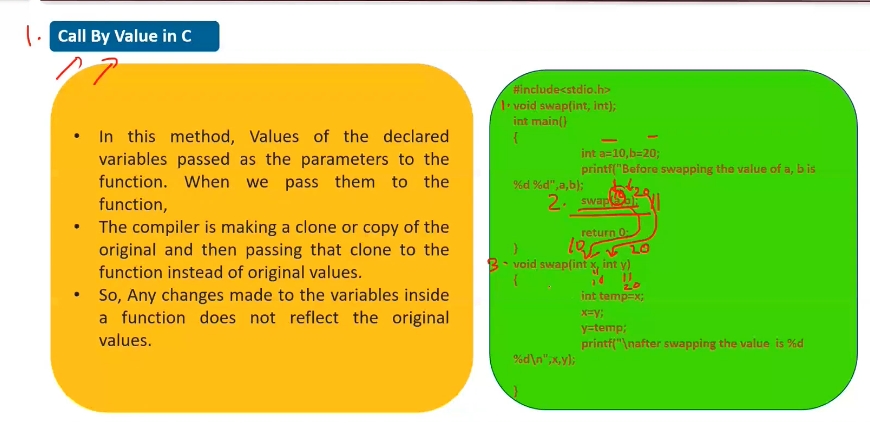 1. Call By Value in C
• In this method, Values of the declared
variables passed as the parameters to the
function. When we pass them to the
function,
• The compiler is making a clone or copy of the
original and then passing that clone to the
function instead of original values.
• So, Any changes made to the variables inside
a function does not reflect the original
values.
#include<stdio.h>
1. void swap(int, int);
int main()
{
int a=10,b=20;
printf("Before swapping the value of a, b is
%d %d",a,b);
20
2. swap(a,b);
return 0;
10 20
}
3 void swap(int x, int y)
{
10 20
int temp=x;
x=y;
y=temp;
printf("\nafter swapping the value is %d
%d\n",x,y);
}